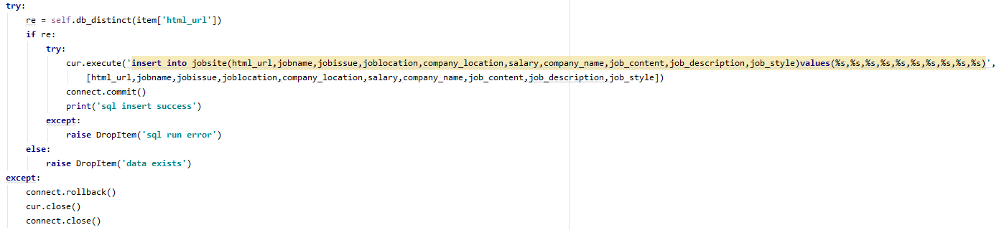 try:
    re = self.db_distinct(item['html_url'])
    if re:
        try:
            cur.execute('insert into jobsite(html_url,jobname,jobissue,joblocation,company_location,salary,company_name,job_content,job_description,job_style)values(%s,%s,%s,%s,%s,%s,%s,%s,%s,%s)',
                [html_url,jobname,jobissue,joblocation,company_location,salary,company_name,job_content,job_description,job_style])
            connect.commit()
            print('sql insert success')
        except:
            raise DropItem('sql run error')
    else:
        raise DropItem('data exists')
except:
    connect.rollback()
    cur.close()
    connect.close()